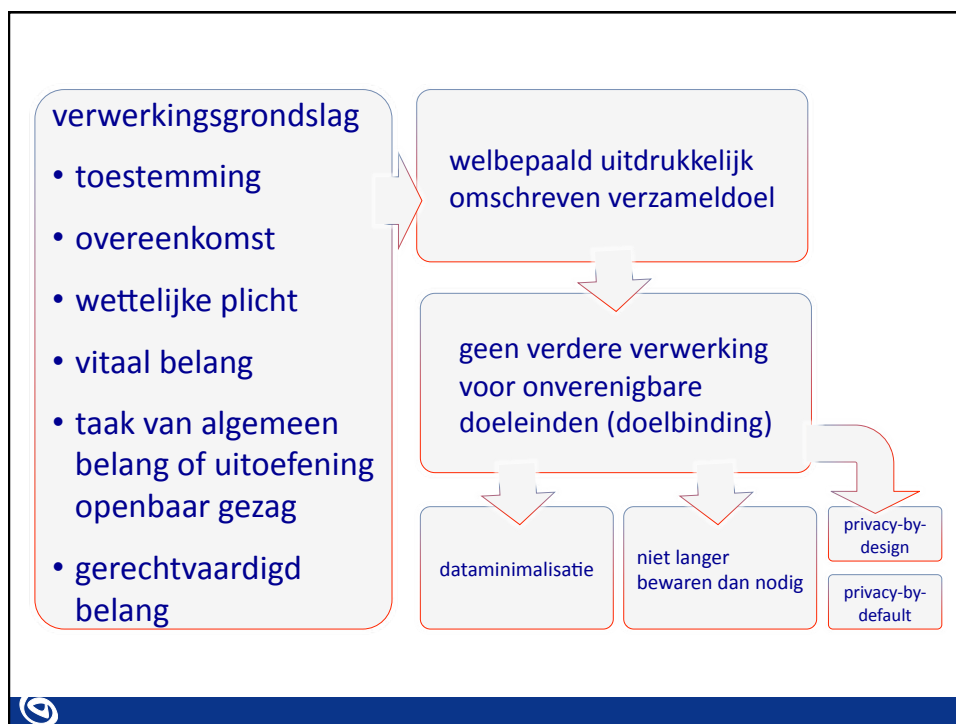 verwerkingsgrondslag
• toestemming
• overeenkomst
• wettelijke plicht
• vitaal belang
• taak van algemeen
belang of uitoefening
openbaar gezag
• gerechtvaardigd
belang
welbepaald uitdrukkelijk
omschreven verzameldoel
geen verdere verwerking
voor onverenigbare
doeleinden (doelbinding)
dataminimalisatie
niet langer
bewaren dan nodig
privacy-by-
design
privacy-by-
default